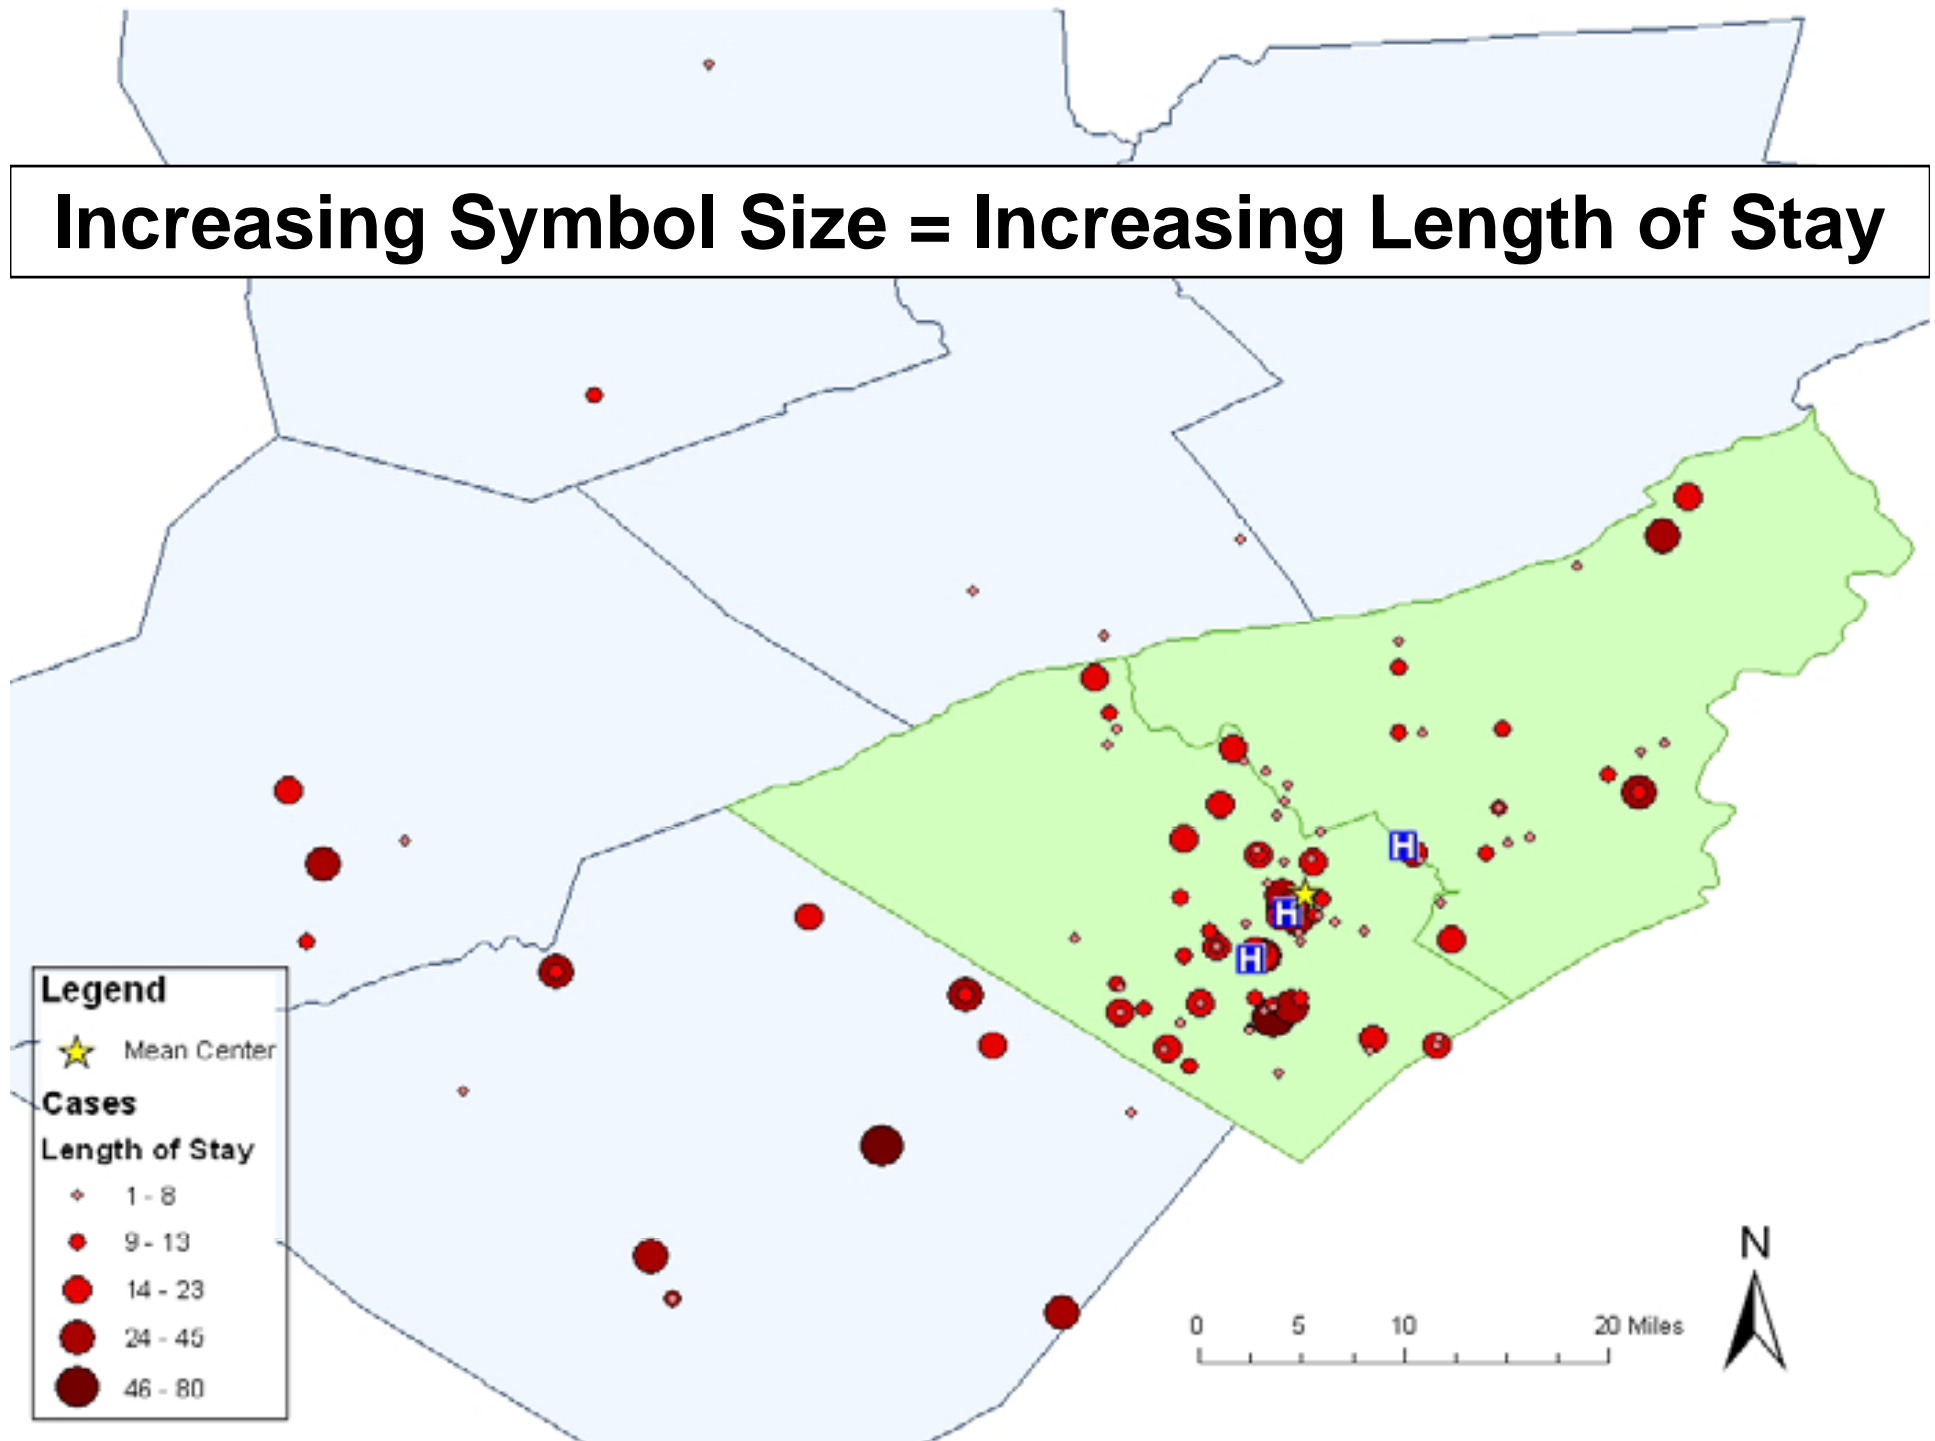 Increasing Symbol Size = Increasing Length of Stay
H
H
H
Legend
Mean Center
Cases
Length of Stay
1 - 8
9 - 13
14 - 23
24 - 45
46 - 80
N
0 5 10 20 Miles